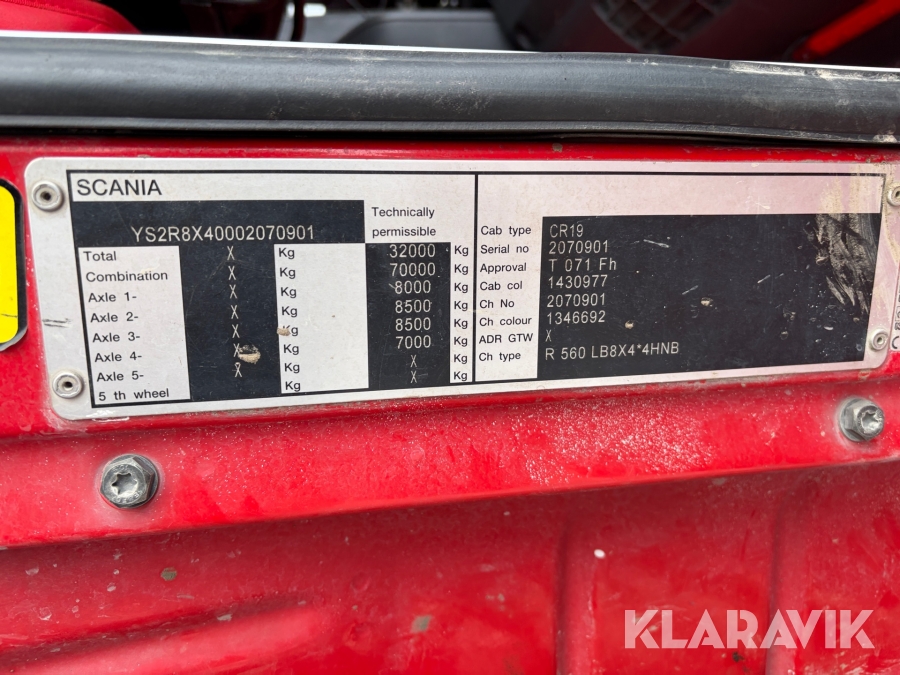 SCANIA
YS2R8X40002070901
Technically
permissible
Total X Kg 32000 Kg
Combination X Kg 70000 Kg
Axle 1- X Kg 8000 Kg
Axle 2- X Kg 8500 Kg
Axle 3- X Kg 8500 Kg
Axle 4- X Kg 7000 Kg
Axle 5- X Kg X Kg
5 th wheel X Kg X Kg
Cab type CR19
Serial no 2070901
Approval T 071 Fh
Cab col 1430977
Ch No 2070901
Ch colour 1346692
ADR GTW X
Ch type R 560 LB8X4*4HNB
KLARAVIK